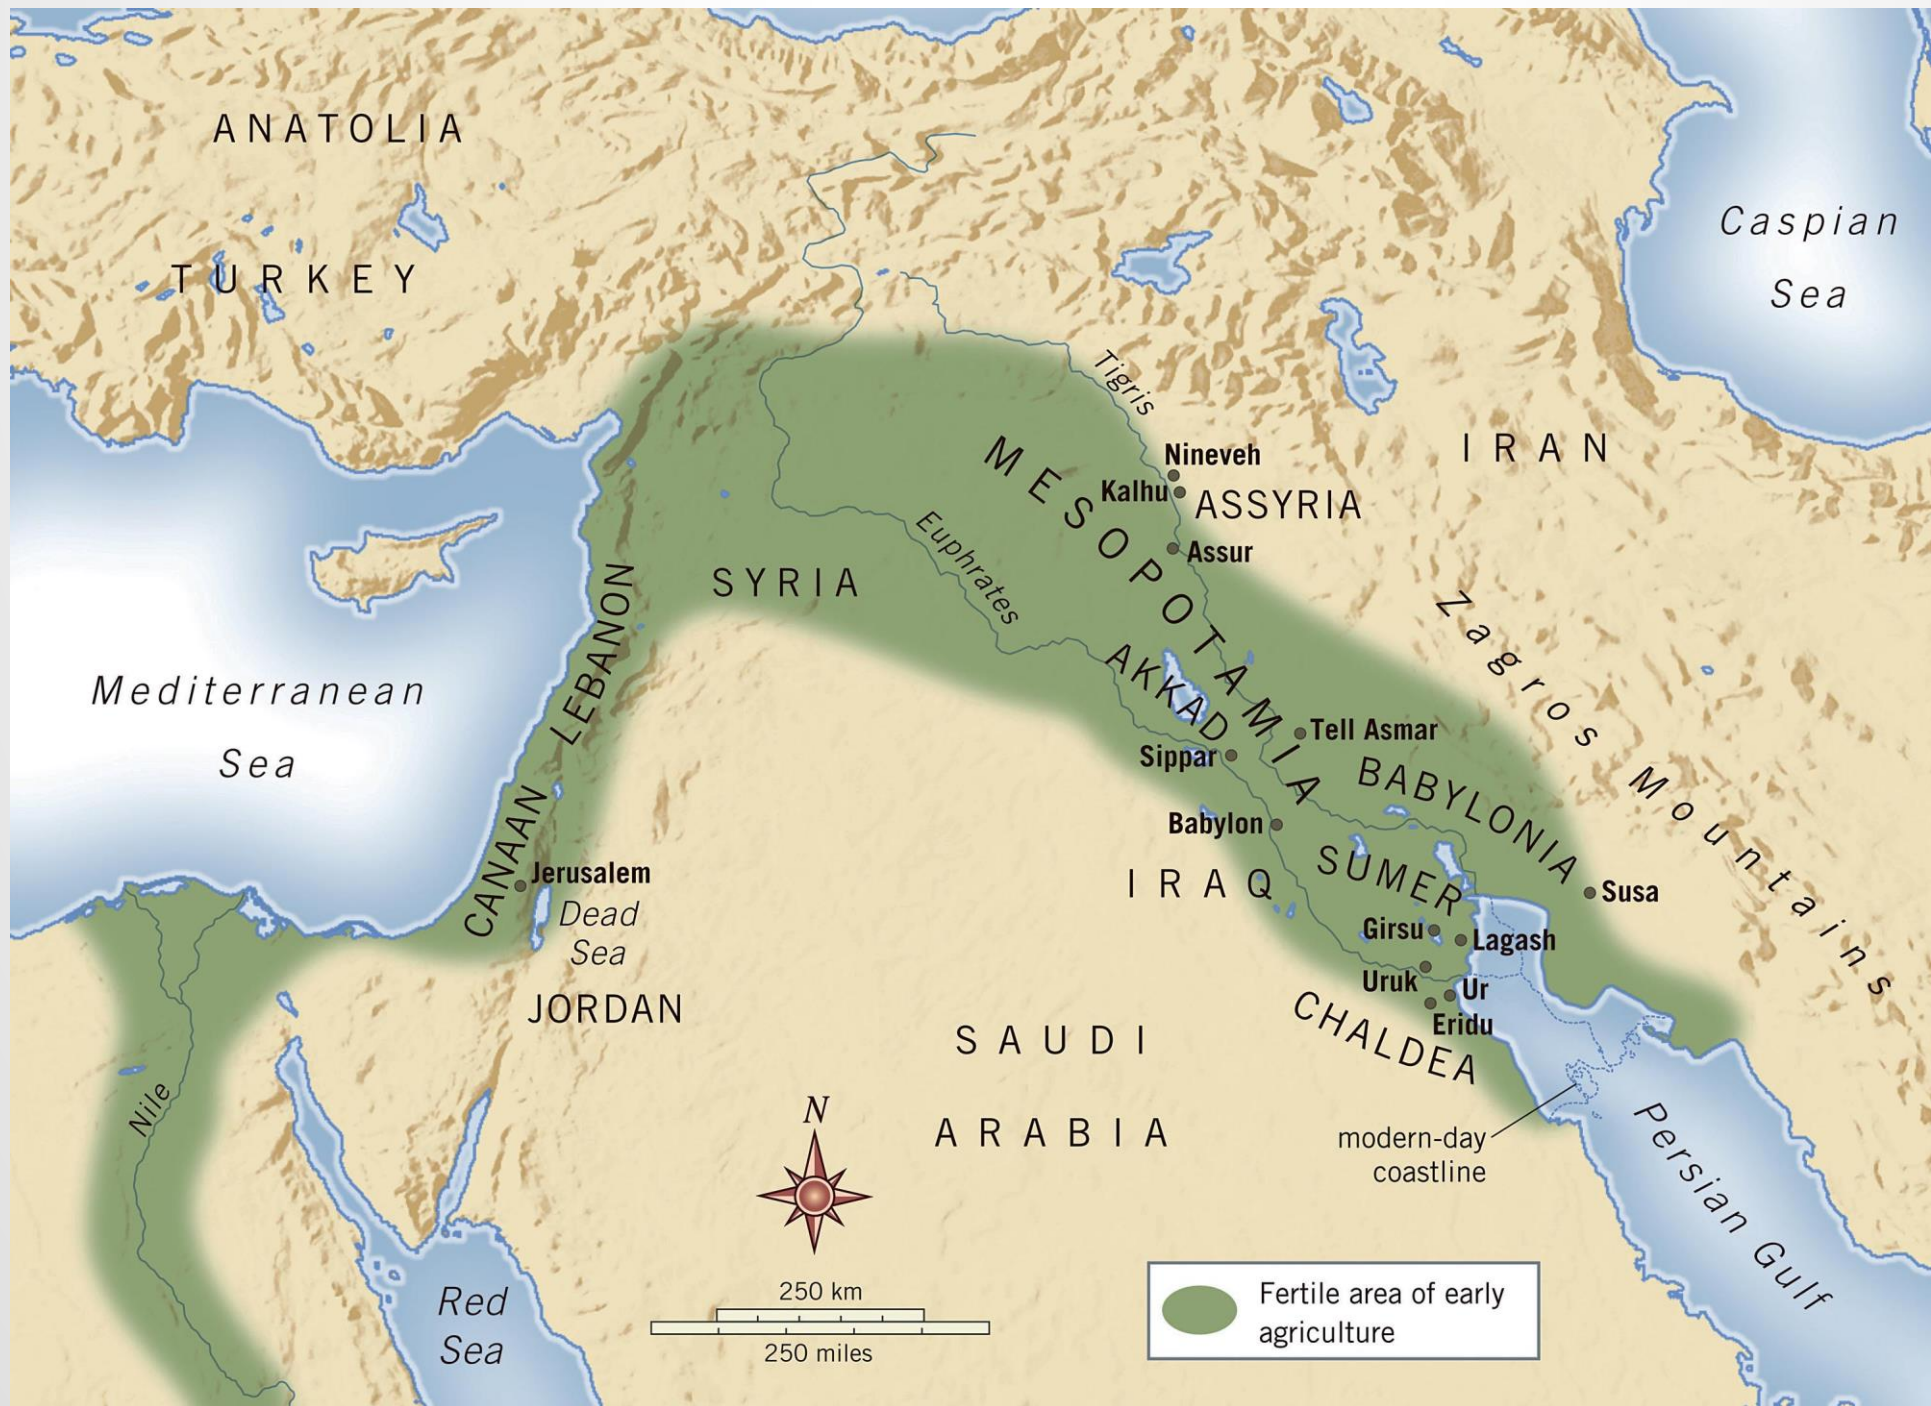 ANATOLIA
TURKEY
Caspian
Sea
Tigris
IRAN
MESOPOTAMIA
Nineveh
Kalhu
ASSYRIA
Assur
Euphrates
SYRIA
LEBANON
Zagros Mountains
AKKAD
Mediterranean
Sea
Tell Asmar
Sippar
BABYLONIA
CANAAN
Babylon
SUMER
IRAQ
Jerusalem
Susa
Dead
Sea
Girsu
Lagash
Uruk
Ur
JORDAN
Eridu
CHALDEA
SAUDI
ARABIA
Nile
N
modern-day
coastline
Persian Gulf
Red
Sea
250 km
250 miles
Fertile area of early
agriculture